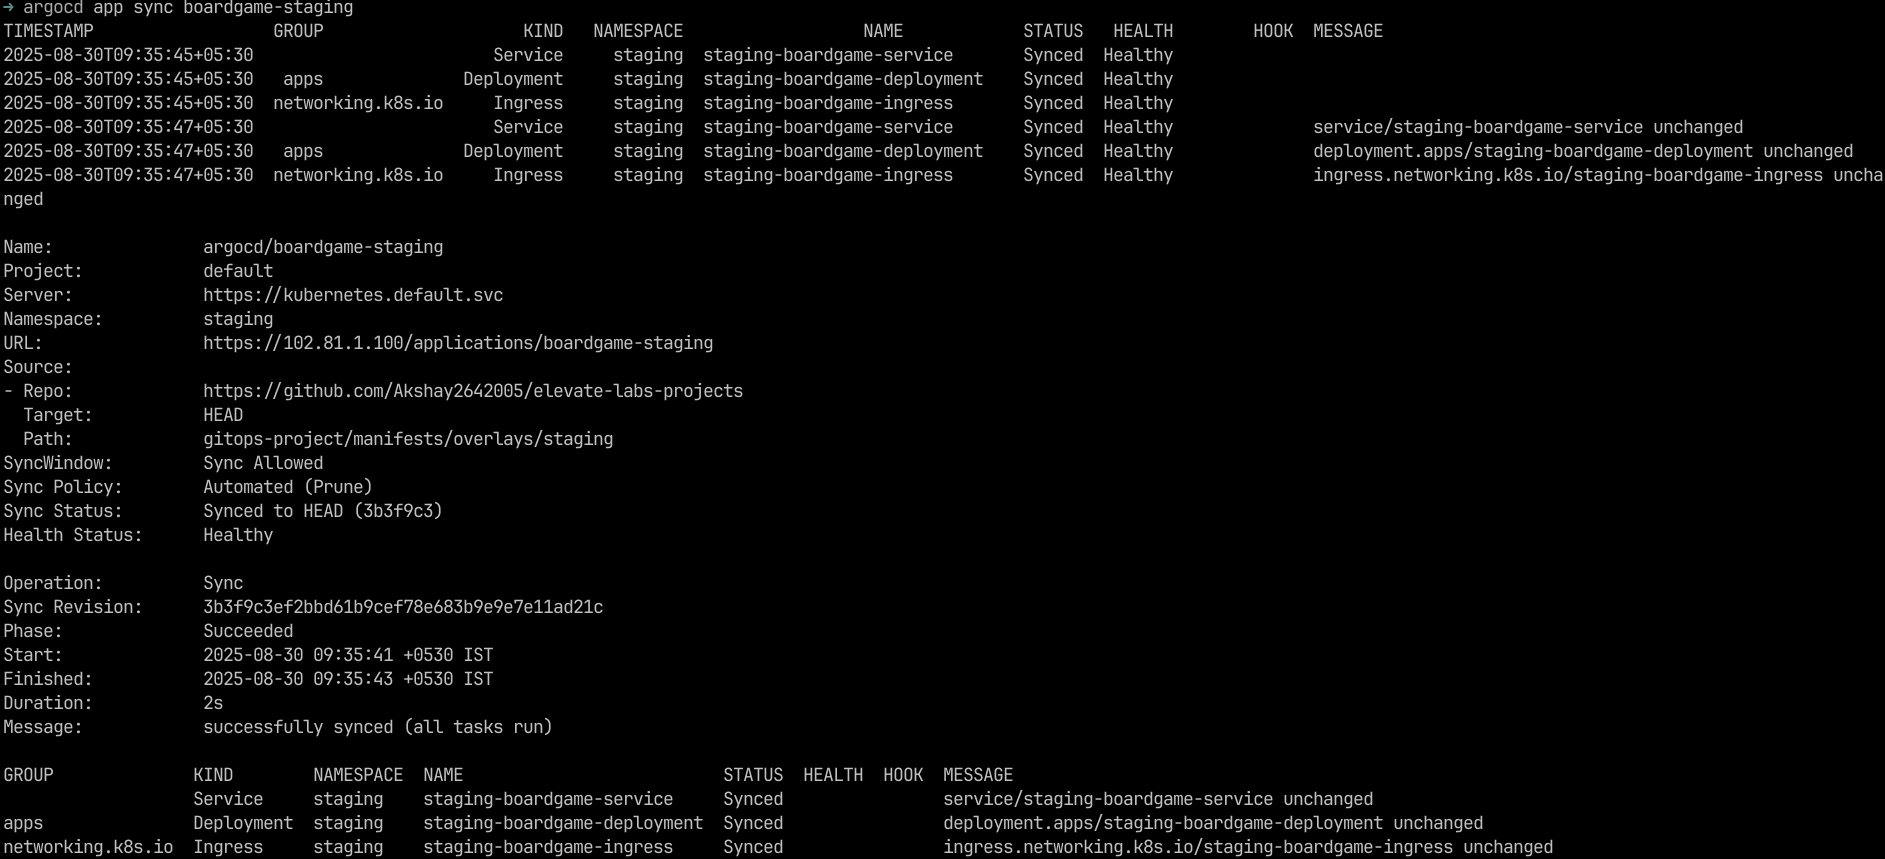 → argocd app sync boardgame-staging
TIMESTAMP                  GROUP                    KIND   NAMESPACE                  NAME            STATUS   HEALTH        HOOK  MESSAGE
2025-08-30T09:35:45+05:30                        Service     staging  staging-boardgame-service       Synced  Healthy
2025-08-30T09:35:45+05:30   apps              Deployment     staging  staging-boardgame-deployment    Synced  Healthy
2025-08-30T09:35:45+05:30  networking.k8s.io     Ingress     staging  staging-boardgame-ingress       Synced  Healthy
2025-08-30T09:35:47+05:30                        Service     staging  staging-boardgame-service       Synced  Healthy              service/staging-boardgame-service unchanged
2025-08-30T09:35:47+05:30   apps              Deployment     staging  staging-boardgame-deployment    Synced  Healthy              deployment.apps/staging-boardgame-deployment unchanged
2025-08-30T09:35:47+05:30  networking.k8s.io     Ingress     staging  staging-boardgame-ingress       Synced  Healthy              ingress.networking.k8s.io/staging-boardgame-ingress uncha
nged

Name:               argocd/boardgame-staging
Project:            default
Server:             https://kubernetes.default.svc
Namespace:          staging
URL:                https://102.81.1.100/applications/boardgame-staging
Source:
- Repo:             https://github.com/Akshay2642005/elevate-labs-projects
  Target:           HEAD
  Path:             gitops-project/manifests/overlays/staging
SyncWindow:         Sync Allowed
Sync Policy:        Automated (Prune)
Sync Status:        Synced to HEAD (3b3f9c3)
Health Status:      Healthy

Operation:          Sync
Sync Revision:      3b3f9c3ef2bbd61b9cef78e683b9e9e7e11ad21c
Phase:              Succeeded
Start:              2025-08-30 09:35:41 +0530 IST
Finished:           2025-08-30 09:35:43 +0530 IST
Duration:           2s
Message:            successfully synced (all tasks run)

GROUP              KIND        NAMESPACE  NAME                          STATUS  HEALTH  HOOK  MESSAGE
                   Service     staging    staging-boardgame-service     Synced                service/staging-boardgame-service unchanged
apps               Deployment  staging    staging-boardgame-deployment  Synced                deployment.apps/staging-boardgame-deployment unchanged
networking.k8s.io  Ingress     staging    staging-boardgame-ingress     Synced                ingress.networking.k8s.io/staging-boardgame-ingress unchanged